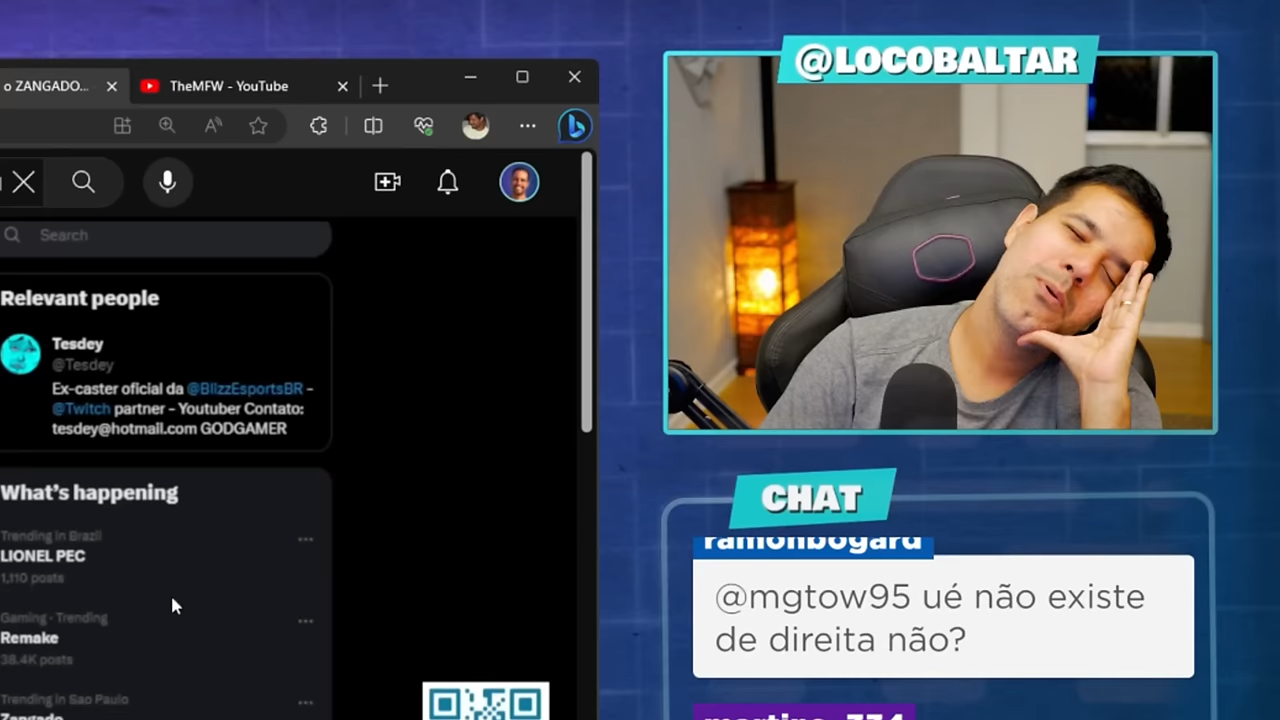 o ZANGADO...
TheMFW - YouTube
Search
Relevant people
Tesdey
@Tesdey
Ex-caster oficial da @BlizzEsportsBR -
@Twitch partner - Youtuber Contato:
tesdey@hotmail.com GODGAMER
What's happening
Trending in Brazil
LIONEL PEC
1,110 posts
Gaming · Trending
Remake
38.4K posts
Trending in Sao Paulo
Zangado
@LOCOBALTAR
CHAT
ramonbogard
@mgtow95 ué não existe
de direita não?